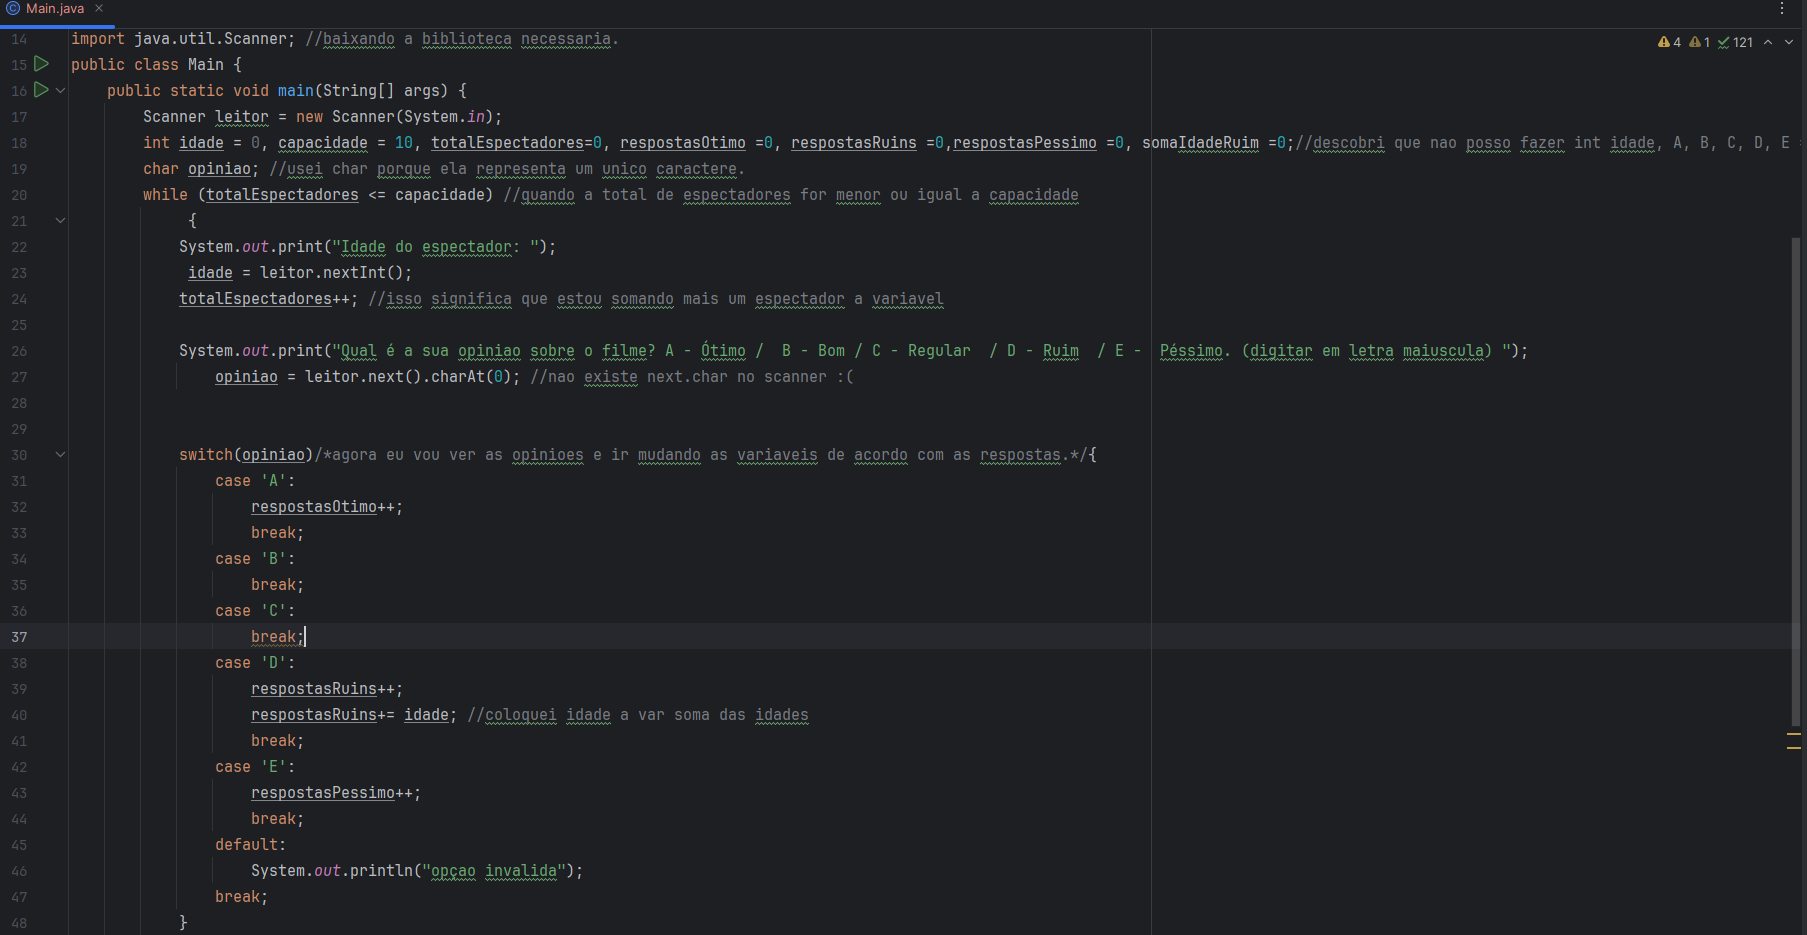 Main.java
4 1 121
14 import java.util.Scanner; //baixando a biblioteca necessaria.
15 public class Main {
16 public static void main(String[] args) {
17 Scanner leitor = new Scanner(System.in);
18 int idade = 0, capacidade = 10, totalEspectadores=0, respostasOtimo =0, respostasRuins =0,respostasPessimo =0, somaIdadeRuim =0;//descobri que nao posso fazer int idade, A, B, C, D, E
19 char opiniao; //usei char porque ela representa um unico caractere.
20 while (totalEspectadores <= capacidade) //quando a total de espectadores for menor ou igual a capacidade
21 {
22 System.out.print("Idade do espectador: ");
23 idade = leitor.nextInt();
24 totalEspectadores++; //isso significa que estou somando mais um espectador a variavel
25
26 System.out.print("Qual é a sua opiniao sobre o filme? A - Ótimo /  B - Bom / C - Regular  / D - Ruim  / E -  Péssimo. (digitar em letra maiuscula) ");
27 opiniao = leitor.next().charAt(0); //nao existe next.char no scanner :(
28
29
30 switch(opiniao)/*agora eu vou ver as opinioes e ir mudando as variaveis de acordo com as respostas.*/{
31 case 'A':
32 respostasOtimo++;
33 break;
34 case 'B':
35 break;
36 case 'C':
37 break;
38 case 'D':
39 respostasRuins++;
40 respostasRuins+= idade; //coloquei idade a var soma das idades
41 break;
42 case 'E':
43 respostasPessimo++;
44 break;
45 default:
46 System.out.println("opçao invalida");
47 break;
48 }